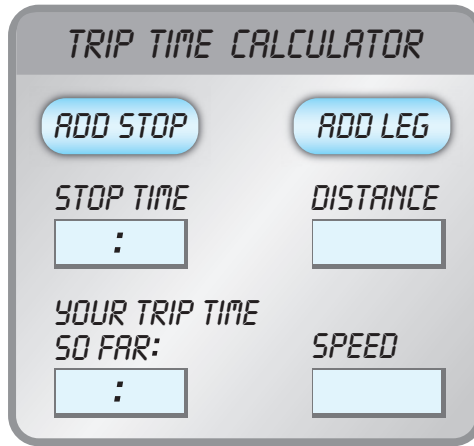 TRIP TIME CALCULATOR
ADD STOP
ADD LEG
STOP TIME
:
DISTANCE
YOUR TRIP TIME
SO FAR:
:
SPEED